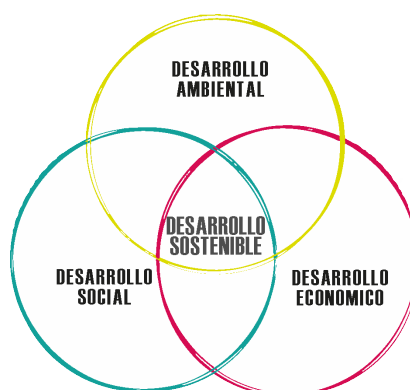 DESARROLLO
AMBIENTAL
DESARROLLO
SOSTENIBLE
DESARROLLO
SOCIAL
DESARROLLO
ECONOMICO